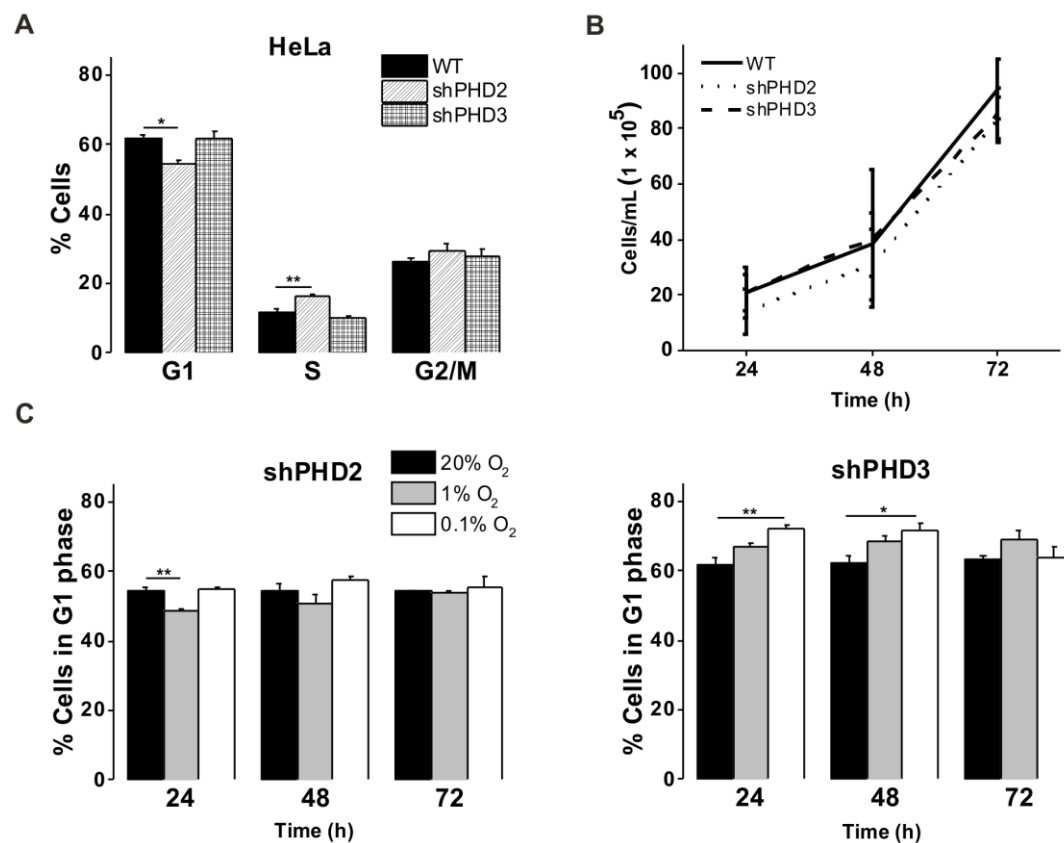 A
HeLa
WT
shPHD2
shPHD3
% Cells
80
60
40
20
0
*
**
G1 S G2/M
B
WT
shPHD2
shPHD3
Cells/mL (1 x 10⁵)
100
80
60
40
20
0
24 48 72
Time (h)
C
shPHD2
20% O₂
1% O₂
0.1% O₂
% Cells in G1 phase
80
60
40
20
0
**
24 48 72
Time (h)
shPHD3
% Cells in G1 phase
80
60
40
20
0
** *
24 48 72
Time (h)